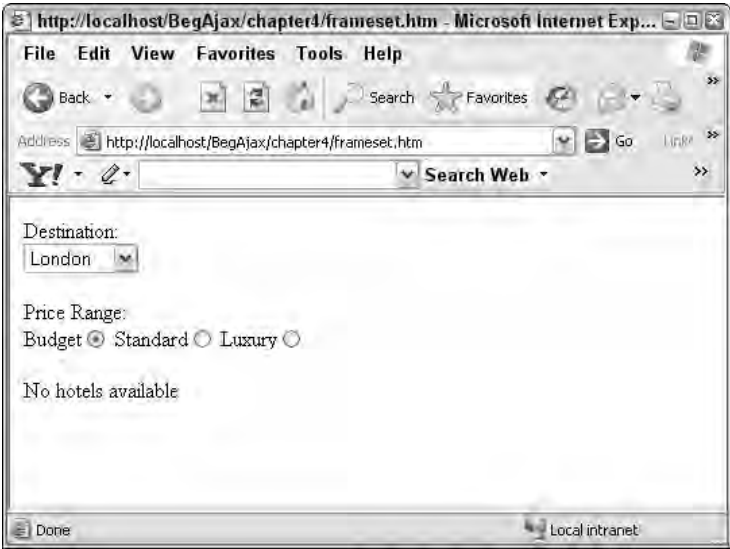 http://localhost/BegAjax/chapter4/frameset.htm - Microsoft Internet Exp...
File Edit View Favorites Tools Help
Back Search Favorites »
Address http://localhost/BegAjax/chapter4/frameset.htm Go Links »
Y! Search Web »
Destination:
London
Price Range:
Budget Standard Luxury
No hotels available
Done Local intranet